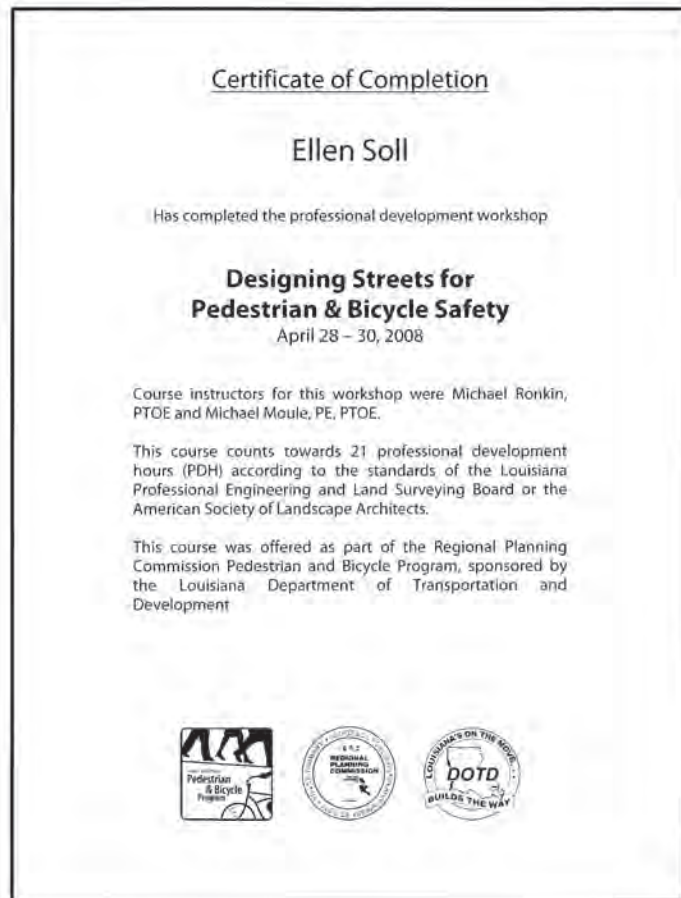 Certificate of Completion
Ellen Soll
Has completed the professional development workshop
Designing Streets for
Pedestrian & Bicycle Safety
April 28 – 30, 2008
Course instructors for this workshop were Michael Ronkin,
PTOE and Michael Moule, PE, PTOE.
This course counts towards 21 professional development
hours (PDH) according to the standards of the Louisiana
Professional Engineering and Land Surveying Board or the
American Society of Landscape Architects.
This course was offered as part of the Regional Planning
Commission Pedestrian and Bicycle Program, sponsored by
the Louisiana Department of Transportation and
Development
Pedestrian
& Bicycle
Program
REGIONAL
PLANNING
COMMISSION
LOUISIANA'S ON THE MOVE
DOTD
BUILDS THE WAY